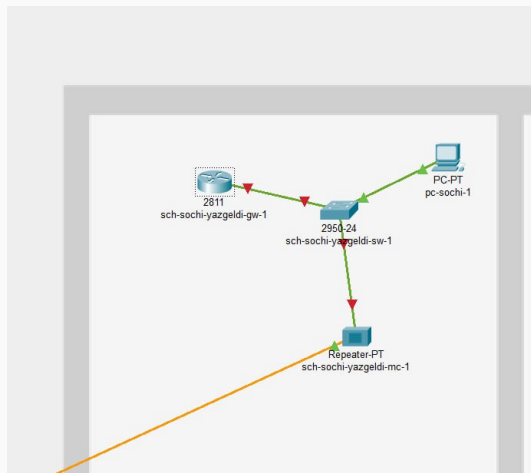 PC-PT
pc-sochi-1
2811
sch-sochi-yazgeldi-gw-1
2950-24
sch-sochi-yazgeldi-sw-1
Repeater-PT
sch-sochi-yazgeldi-mc-1